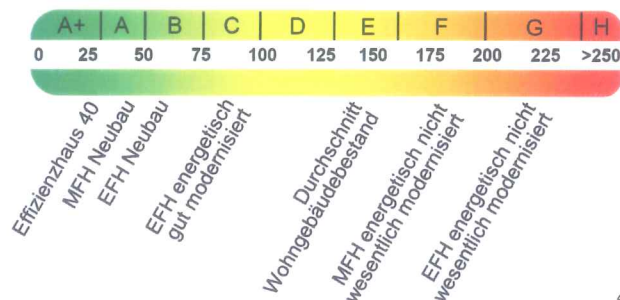 A+ A B C D E F G H
0 25 50 75 100 125 150 175 200 225 >250
Effizienzhaus 40
MFH Neubau
EFH Neubau
EFH energetisch
gut modernisiert
Durchschnitt
Wohngebäudebestand
MFH energetisch nicht
wesentlich modernisiert
EFH energetisch nicht
wesentlich modernisiert